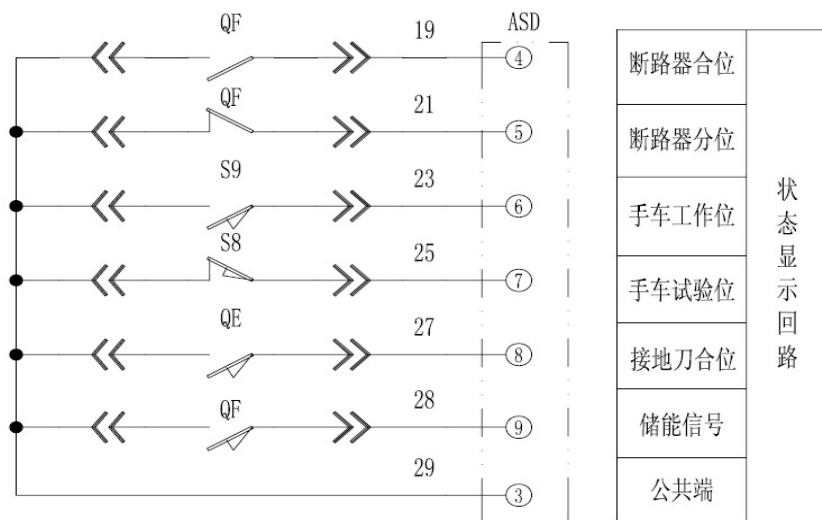 QF 19 ASD
④ 断路器合位
QF 21
⑤ 断路器分位
S9 23
⑥ 手车工作位
S8 25
⑦ 手车试验位
QE 27
⑧ 接地刀合位
QF 28
⑨ 储能信号
29
③ 公共端
状态显示回路